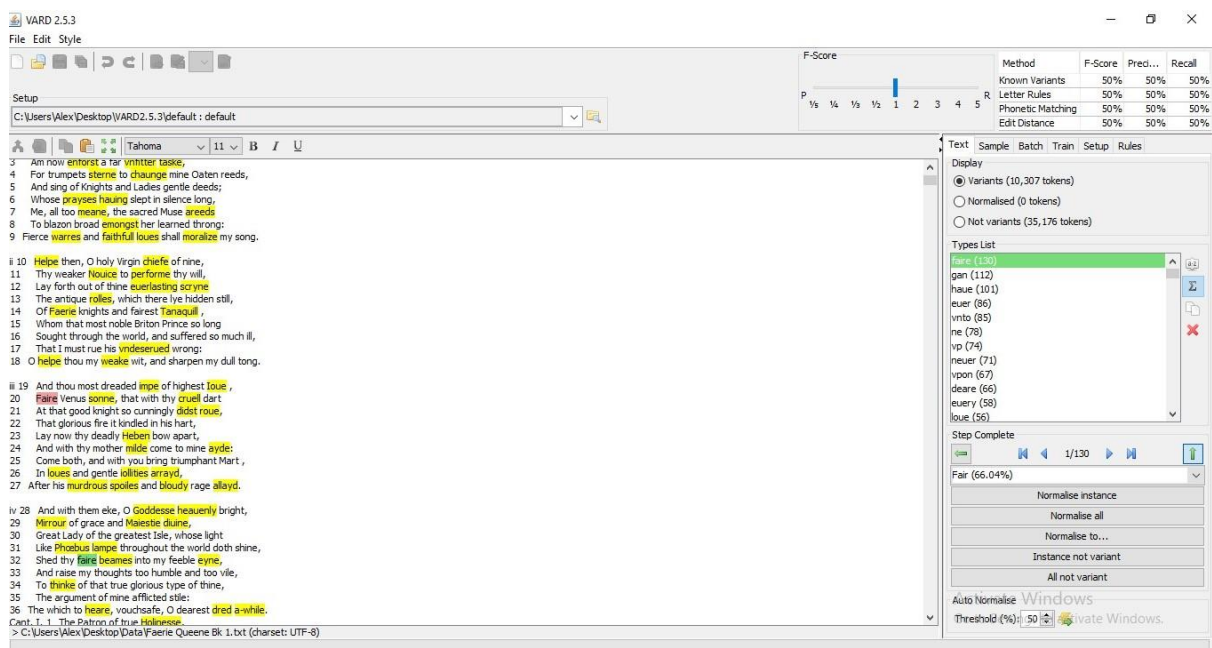 VARD 2.5.3
File Edit Style
F-Score
P R
⅕ ¼ ⅓ ½ 1 2 3 4 5
Method F-Score Preci... Recall
Known Variants 50% 50% 50%
Letter Rules 50% 50% 50%
Phonetic Matching 50% 50% 50%
Edit Distance 50% 50% 50%
Setup
C:\Users\Alex\Desktop\VARD2.5.3\default : default
Tahoma 11 B I U
3 Am now enforst a far vnfitter taske,
4 For trumpets sterne to chaunge mine Oaten reeds,
5 And sing of Knights and Ladies gentle deeds;
6 Whose prayses hauing slept in silence long,
7 Me, all too meane, the sacred Muse areeds
8 To blazon broad emongst her learned throng:
9 Fierce warres and faithfull loues shall moralize my song.
ii 10 Helpe then, O holy Virgin chiefe of nine,
11 Thy weaker Nouice to performe thy will,
12 Lay forth out of thine euerlasting scryne
13 The antique rolles, which there lye hidden still,
14 Of Faerie knights and fairest Tanaquill ,
15 Whom that most noble Briton Prince so long
16 Sought through the world, and suffered so much ill,
17 That I must rue his vndeserued wrong:
18 O helpe thou my weake wit, and sharpen my dull tong.
iii 19 And thou most dreaded impe of highest Ioue ,
20 Faire Venus sonne, that with thy cruell dart
21 At that good knight so cunningly didst roue,
22 That glorious fire it kindled in his hart,
23 Lay now thy deadly Heben bow apart,
24 And with thy mother milde come to mine ayde:
25 Come both, and with you bring triumphant Mart ,
26 In loues and gentle iollities arrayd,
27 After his murdrous spoiles and bloudy rage allayd.
iv 28 And with them eke, O Goddesse heauenly bright,
29 Mirrour of grace and Maiestie diuine,
30 Great Lady of the greatest Isle, whose light
31 Like Phœbus lampe throughout the world doth shine,
32 Shed thy faire beames into my feeble eyne,
33 And raise my thoughts too humble and too vile,
34 To thinke of that true glorious type of thine,
35 The argument of mine afflicted stile:
36 The which to heare, vouchsafe, O dearest dred a-while.
Cant. I. 1 The Patron of true Holinesse,
> C:\Users\Alex\Desktop\Data\Faerie Queene Bk 1.txt (charset: UTF-8)
Text Sample Batch Train Setup Rules
Display
Variants (10,307 tokens)
Normalised (0 tokens)
Not variants (35,176 tokens)
Types List
faire (130)
gan (112)
haue (101)
euer (86)
vnto (85)
ne (78)
vp (74)
neuer (71)
vpon (67)
deare (66)
euery (58)
loue (56)
a-z
Σ
Step Complete
1/130
Fair (66.04%)
Normalise instance
Normalise all
Normalise to...
Instance not variant
All not variant
Auto Normalise
Threshold (%): 50
Activate Windows